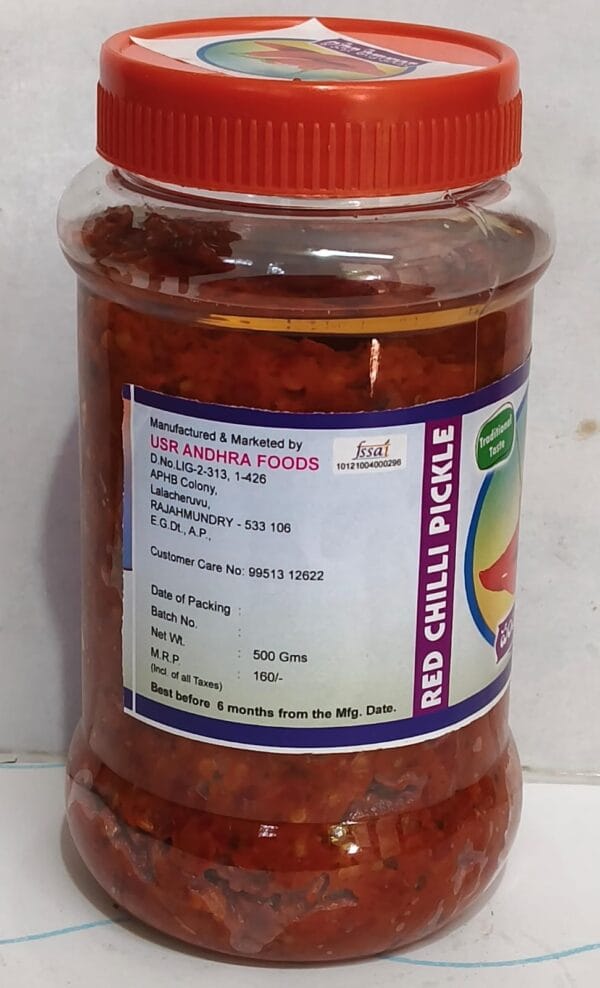 Manufactured & Marketed by
USR ANDHRA FOODS
D.No.LIG-2-313, 1-426
APHB Colony,
Lalacheruvu,
RAJAHMUNDRY - 533 106
E.G.Dt., A.P.,
fssai
10121004000296
Customer Care No: 99513 12622
Date of Packing :
Batch No. :
Net Wt. : 500 Gms
M.R.P. : 160/-
(Incl of all Taxes)
Best before 6 months from the Mfg. Date.
RED CHILLI PICKLE
Traditional
Taste